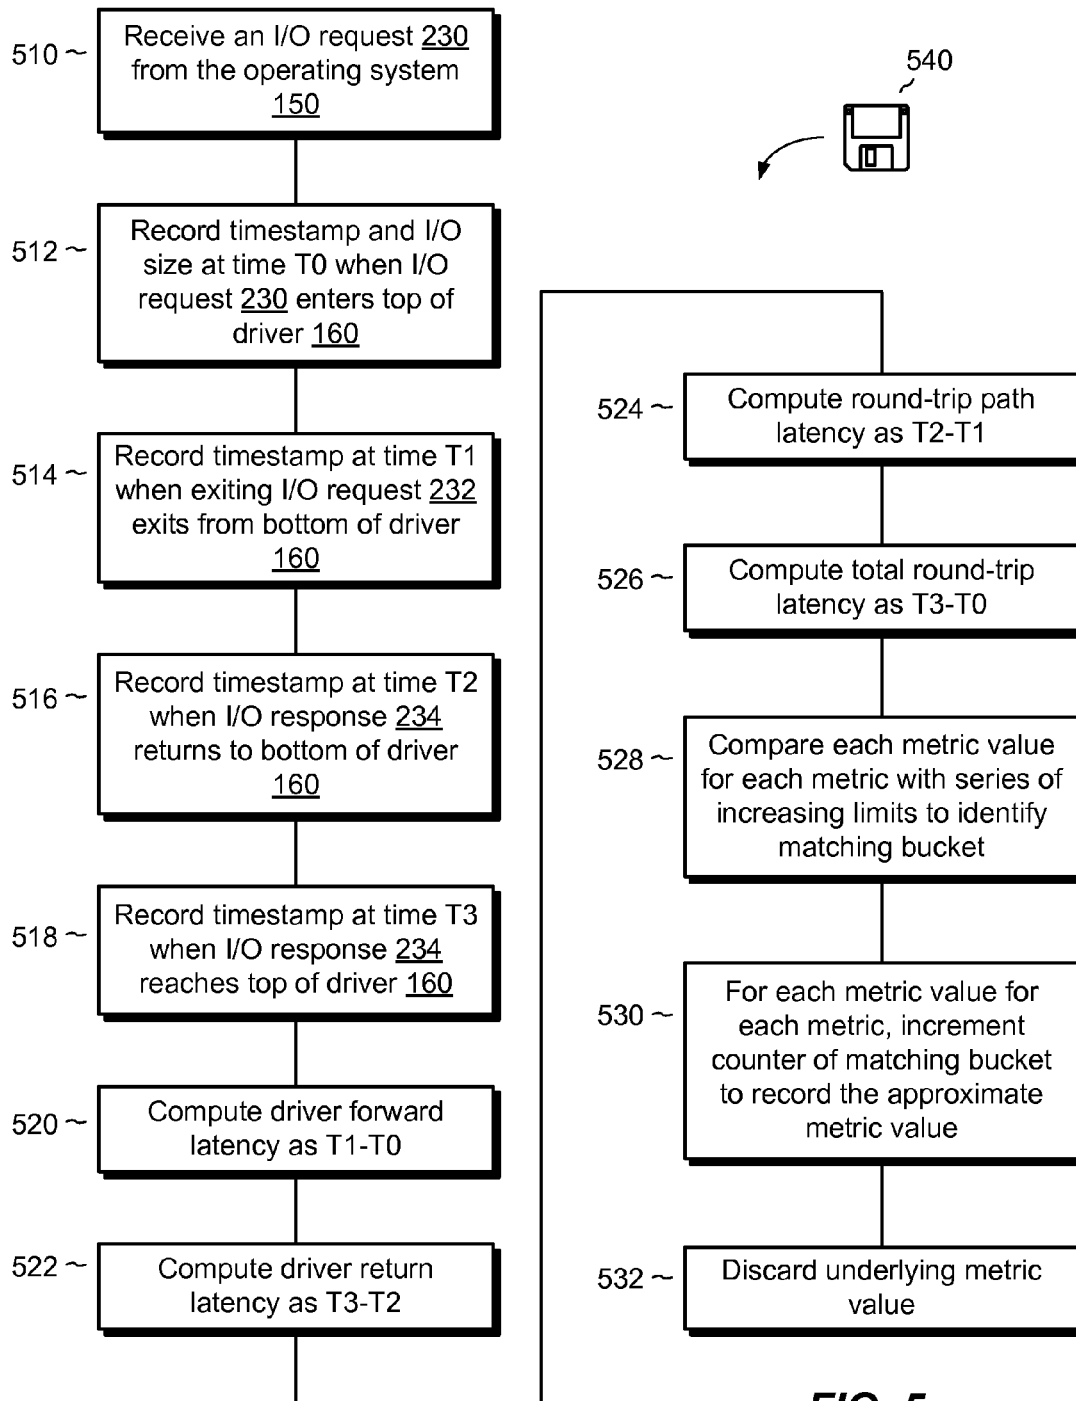 510 ~
Receive an I/O request 230
from the operating system
150
512 ~
Record timestamp and I/O
size at time T0 when I/O
request 230 enters top of
driver 160
514 ~
Record timestamp at time T1
when exiting I/O request 232
exits from bottom of driver
160
516 ~
Record timestamp at time T2
when I/O response 234
returns to bottom of driver
160
518 ~
Record timestamp at time T3
when I/O response 234
reaches top of driver 160
520 ~
Compute driver forward
latency as T1-T0
522 ~
Compute driver return
latency as T3-T2
540
524 ~
Compute round-trip path
latency as T2-T1
526 ~
Compute total round-trip
latency as T3-T0
528 ~
Compare each metric value
for each metric with series of
increasing limits to identify
matching bucket
530 ~
For each metric value for
each metric, increment
counter of matching bucket
to record the approximate
metric value
532 ~
Discard underlying metric
value
FIG. 5